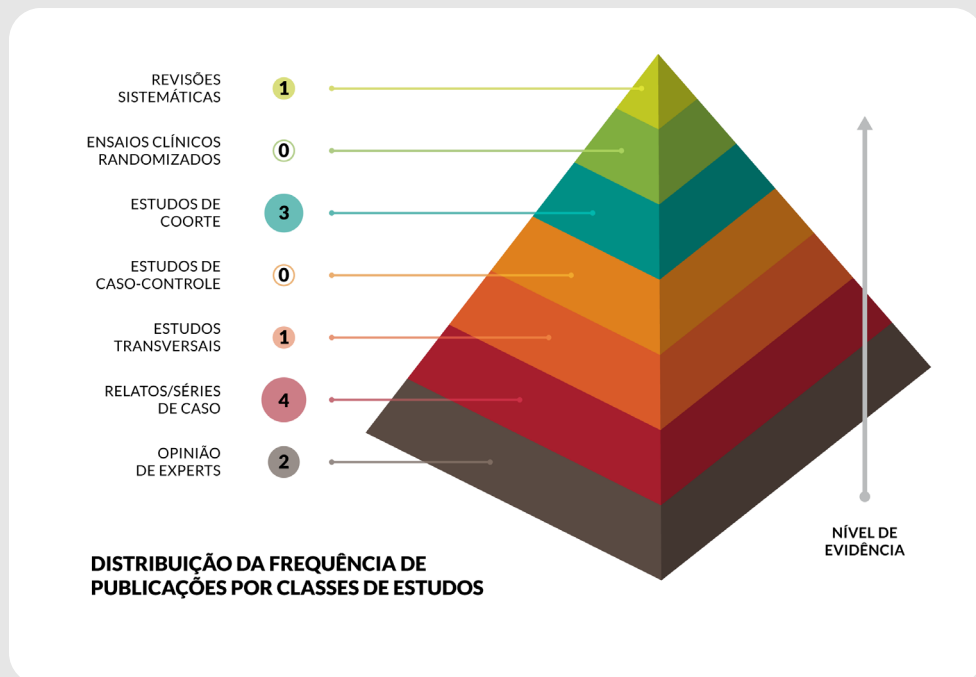 REVISÕES
SISTEMÁTICAS
1
ENSAIOS CLÍNICOS
RANDOMIZADOS
0
ESTUDOS DE
COORTE
3
ESTUDOS DE
CASO-CONTROLE
0
ESTUDOS
TRANSVERSAIS
1
RELATOS/SÉRIES
DE CASO
4
OPINIÃO
DE EXPERTS
2
NÍVEL DE
EVIDÊNCIA
DISTRIBUIÇÃO DA FREQUÊNCIA DE
PUBLICAÇÕES POR CLASSES DE ESTUDOS